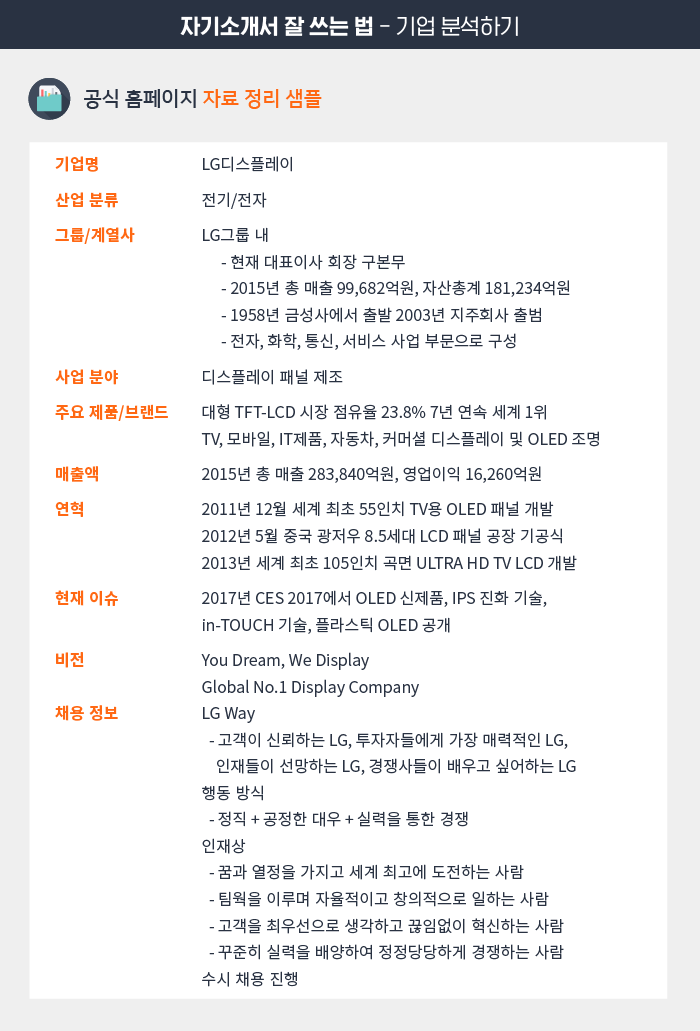 자기소개서 잘 쓰는 법 – 기업 분석하기
공식 홈페이지 자료 정리 샘플
기업명 LG디스플레이
산업 분류 전기/전자
그룹/계열사 LG그룹 내
- 현재 대표이사 회장 구본무
- 2015년 총 매출 99,682억원, 자산총계 181,234억원
- 1958년 금성사에서 출발 2003년 지주회사 출범
- 전자, 화학, 통신, 서비스 사업 부문으로 구성
사업 분야 디스플레이 패널 제조
주요 제품/브랜드 대형 TFT-LCD 시장 점유율 23.8% 7년 연속 세계 1위
TV, 모바일, IT제품, 자동차, 커머셜 디스플레이 및 OLED 조명
매출액 2015년 총 매출 283,840억원, 영업이익 16,260억원
연혁 2011년 12월 세계 최초 55인치 TV용 OLED 패널 개발
2012년 5월 중국 광저우 8.5세대 LCD 패널 공장 기공식
2013년 세계 최초 105인치 곡면 ULTRA HD TV LCD 개발
현재 이슈 2017년 CES 2017에서 OLED 신제품, IPS 진화 기술,
in-TOUCH 기술, 플라스틱 OLED 공개
비전 You Dream, We Display
Global No.1 Display Company
채용 정보 LG Way
- 고객이 신뢰하는 LG, 투자자들에게 가장 매력적인 LG,
인재들이 선망하는 LG, 경쟁사들이 배우고 싶어하는 LG
행동 방식
- 정직 + 공정한 대우 + 실력을 통한 경쟁
인재상
- 꿈과 열정을 가지고 세계 최고에 도전하는 사람
- 팀웍을 이루며 자율적이고 창의적으로 일하는 사람
- 고객을 최우선으로 생각하고 끊임없이 혁신하는 사람
- 꾸준히 실력을 배양하여 정정당당하게 경쟁하는 사람
수시 채용 진행